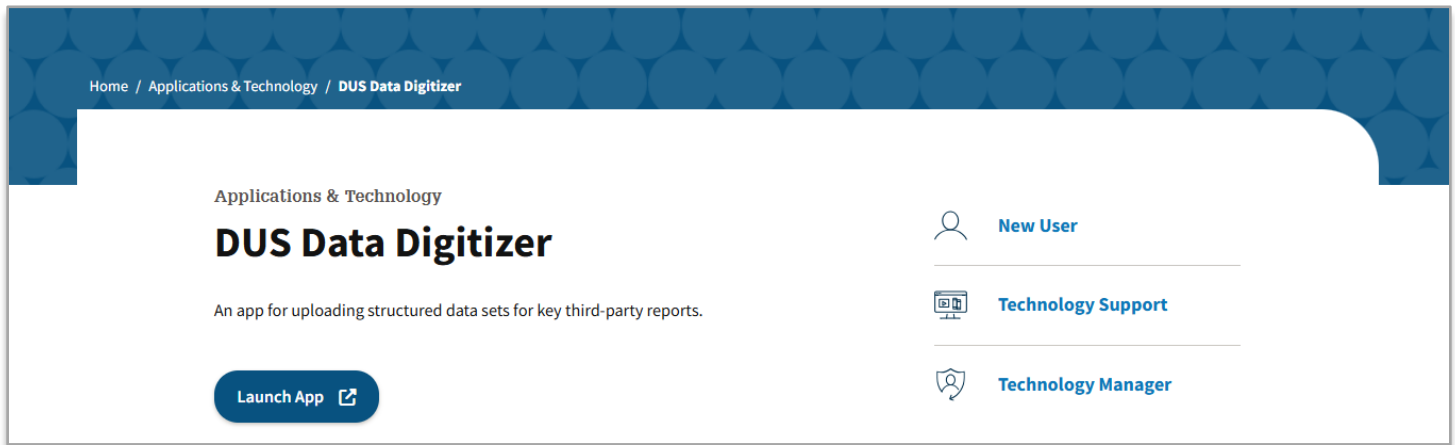 Home / Applications & Technology / DUS Data Digitizer
Applications & Technology
DUS Data Digitizer
An app for uploading structured data sets for key third-party reports.
Launch App
New User
Technology Support
Technology Manager